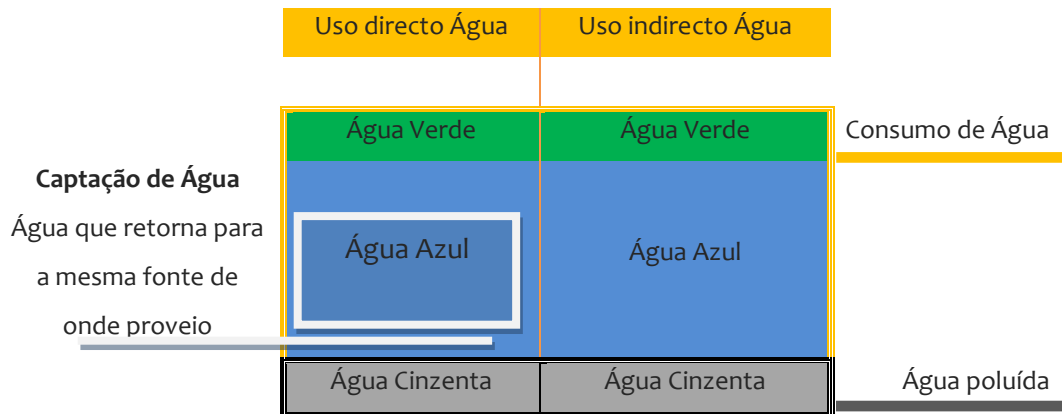 Uso directo Água
Uso indirecto Água
Água Verde
Água Verde
Consumo de Água
Captação de Água
Água que retorna para
a mesma fonte de
onde proveio
Água Azul
Água Azul
Água Cinzenta
Água Cinzenta
Água poluída